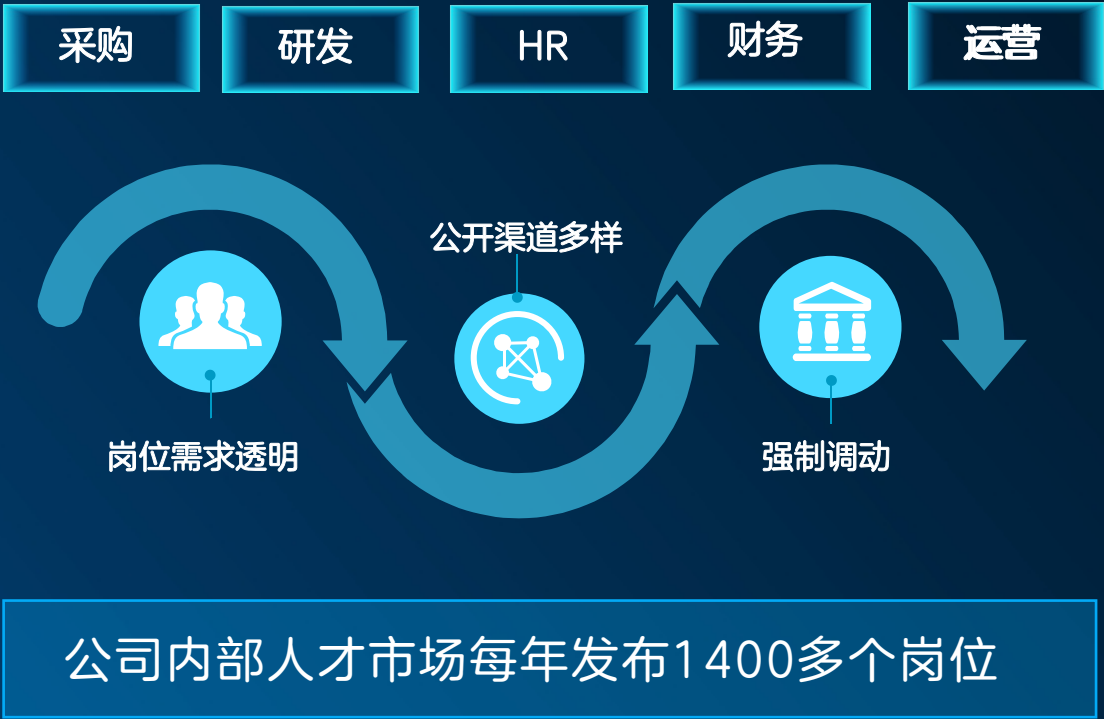 采购
研发
HR
财务
运营
公开渠道多样
岗位需求透明
强制调动
公司内部人才市场每年发布1400多个岗位